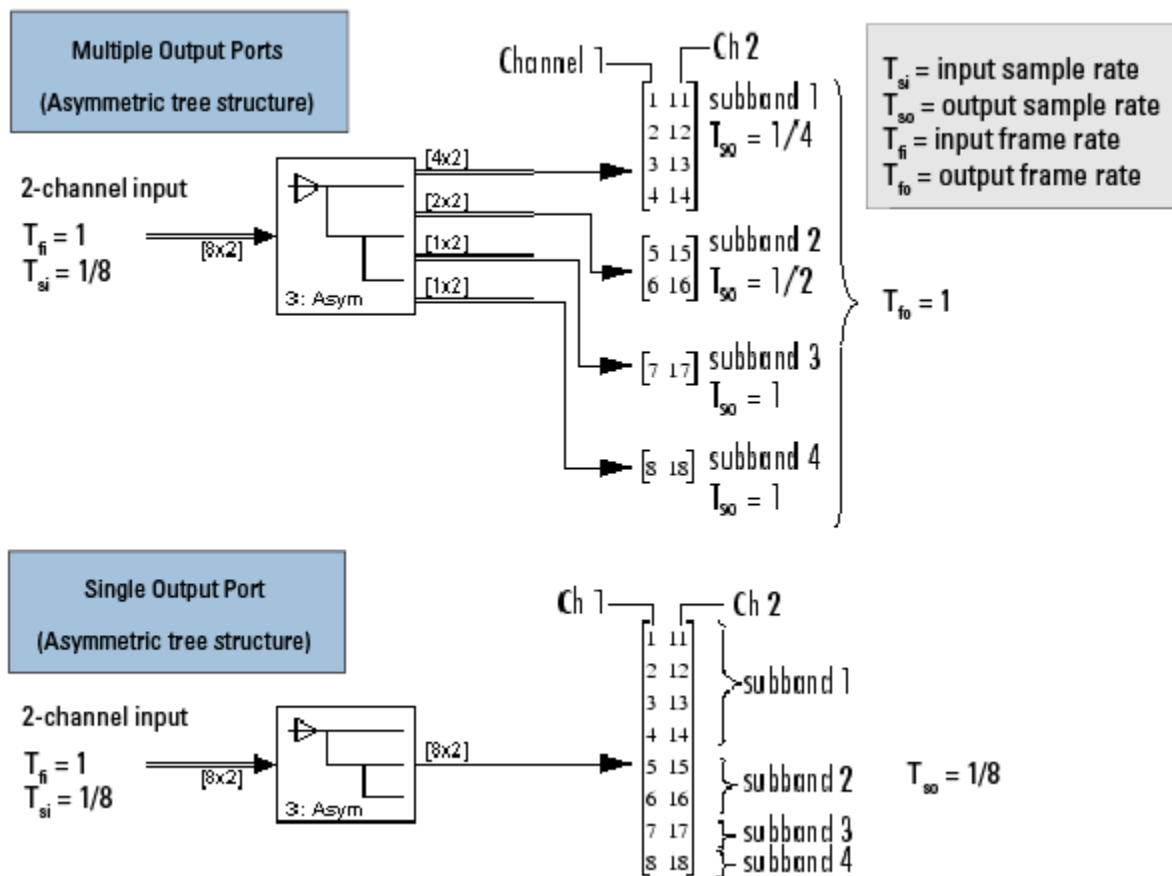 Multiple Output Ports
(Asymmetric tree structure)
2-channel input
T_fi = 1
T_si = 1/8
[8x2]
3: Asym
[4x2]
[2x2]
[1x2]
[1x2]
Channel 1
Ch 2
1 11
2 12
3 13
4 14
subband 1
T_so = 1/4
5 15
6 16
subband 2
T_so = 1/2
7 17
subband 3
T_so = 1
8 18
subband 4
T_so = 1
T_fo = 1
T_si = input sample rate
T_so = output sample rate
T_fi = input frame rate
T_fo = output frame rate
Single Output Port
(Asymmetric tree structure)
2-channel input
T_fi = 1
T_si = 1/8
[8x2]
3: Asym
[8x2]
Ch 1
Ch 2
1 11
2 12
3 13
4 14
5 15
6 16
7 17
8 18
subband 1
subband 2
subband 3
subband 4
T_so = 1/8